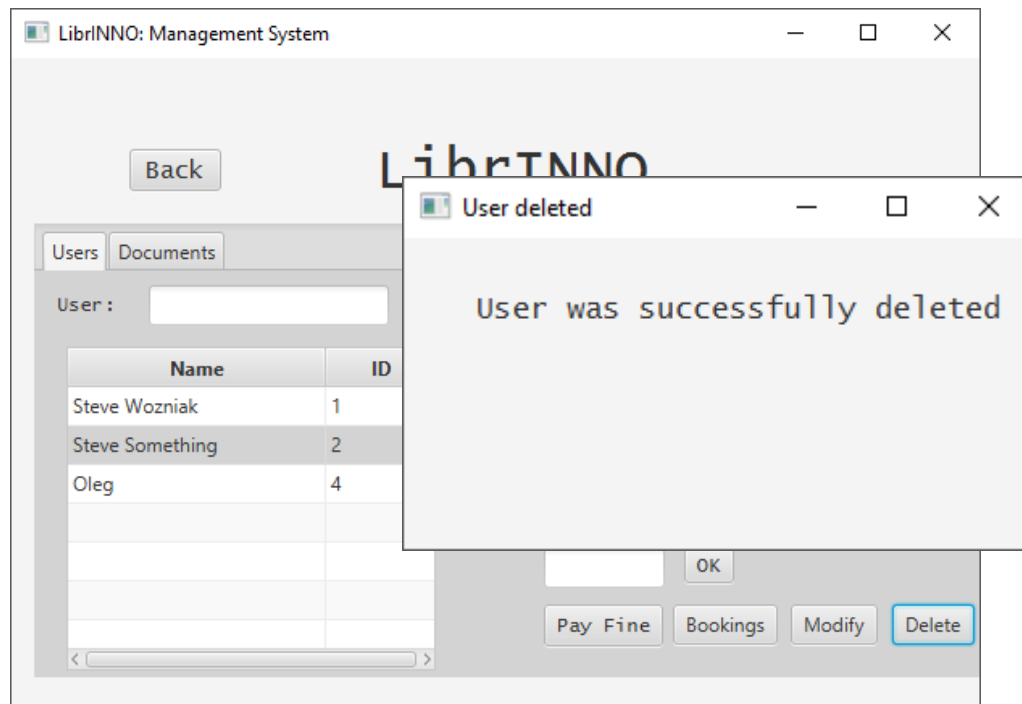 LibrINNO: Management System
Back
LibrINNO
User deleted
User was successfully deleted
Users Documents
User:
Name ID
Steve Wozniak 1
Steve Something 2
Oleg 4
OK
Pay Fine Bookings Modify Delete